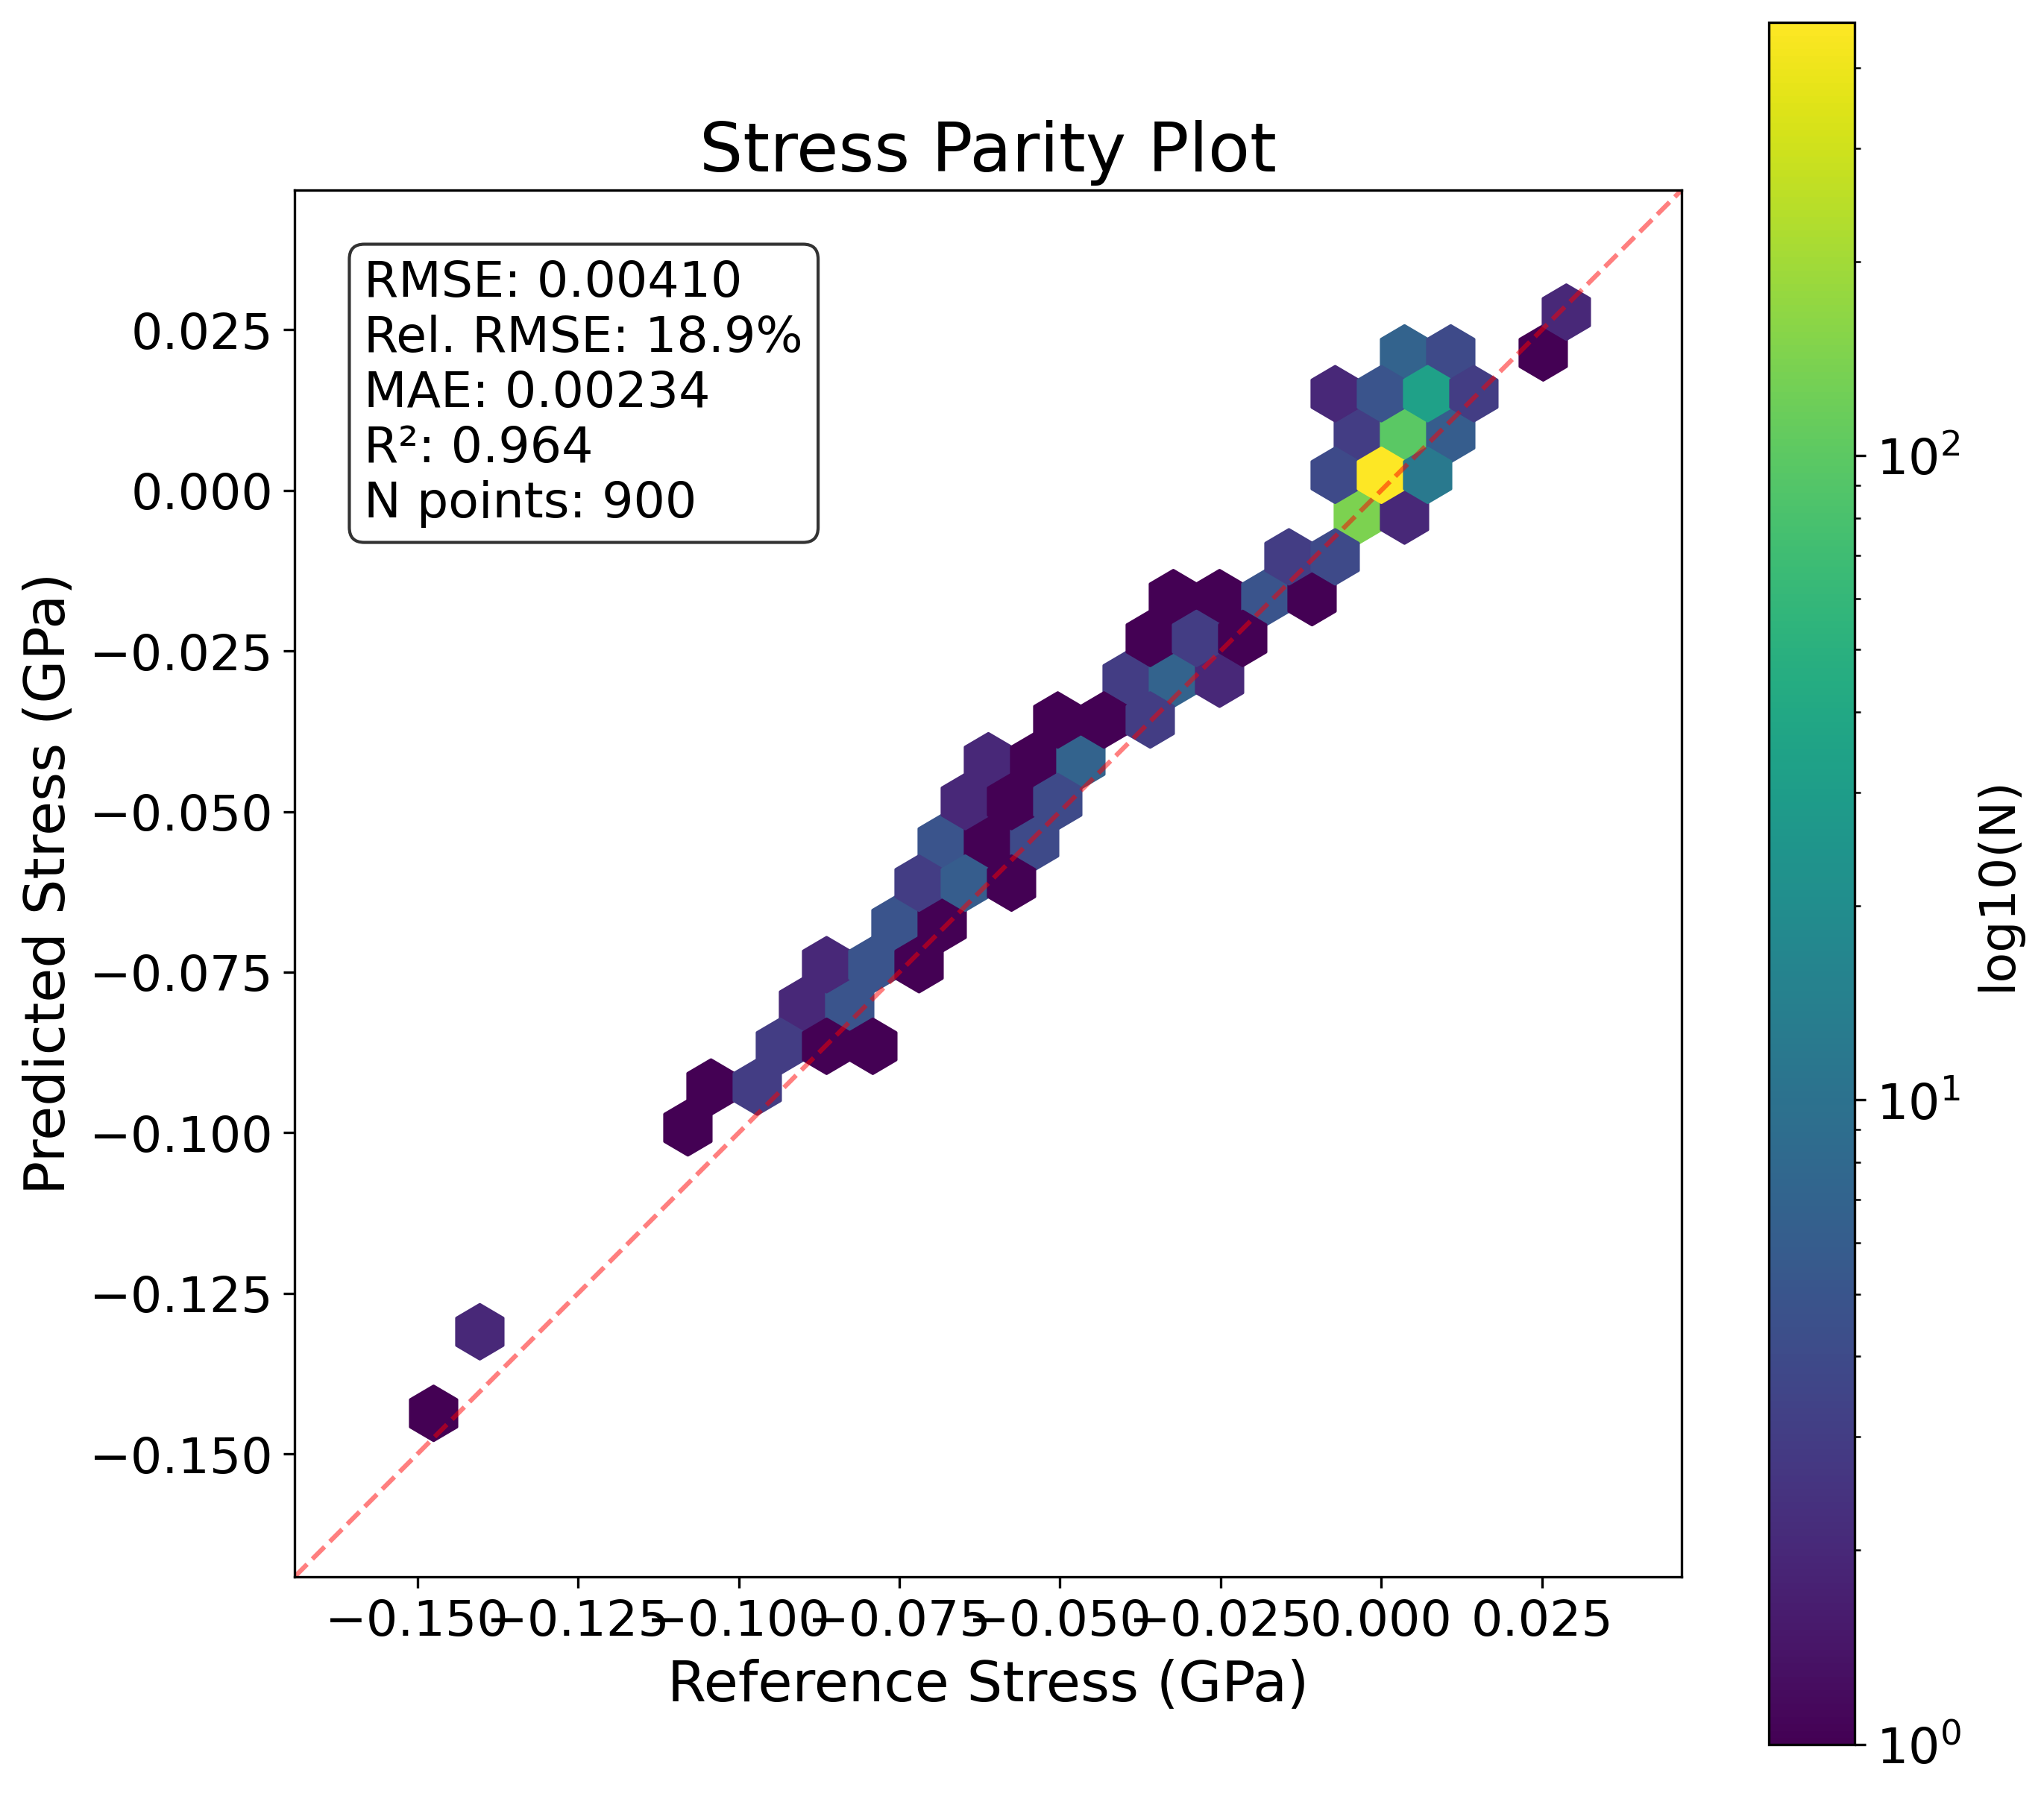 Stress Parity Plot
RMSE: 0.00410
Rel. RMSE: 18.9%
MAE: 0.00234
R²: 0.964
N points: 900
Predicted Stress (GPa)
0.025
0.000
−0.025
−0.050
−0.075
−0.100
−0.125
−0.150
−0.150 −0.125 −0.100 −0.075 −0.050 −0.025 0.000 0.025
Reference Stress (GPa)
10²
10¹
10⁰
log10(N)